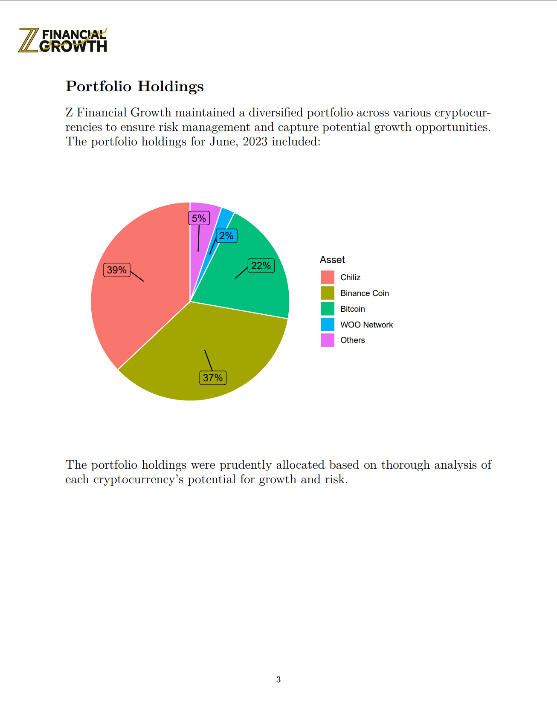 Z FINANCIAL
GROWTH
Portfolio Holdings
Z Financial Growth maintained a diversified portfolio across various cryptocur-
rencies to ensure risk management and capture potential growth opportunities.
The portfolio holdings for June, 2023 included:
5%
2%
22%
39%
37%
Asset
Chiliz
Binance Coin
Bitcoin
WOO Network
Others
The portfolio holdings were prudently allocated based on thorough analysis of
each cryptocurrency's potential for growth and risk.
3